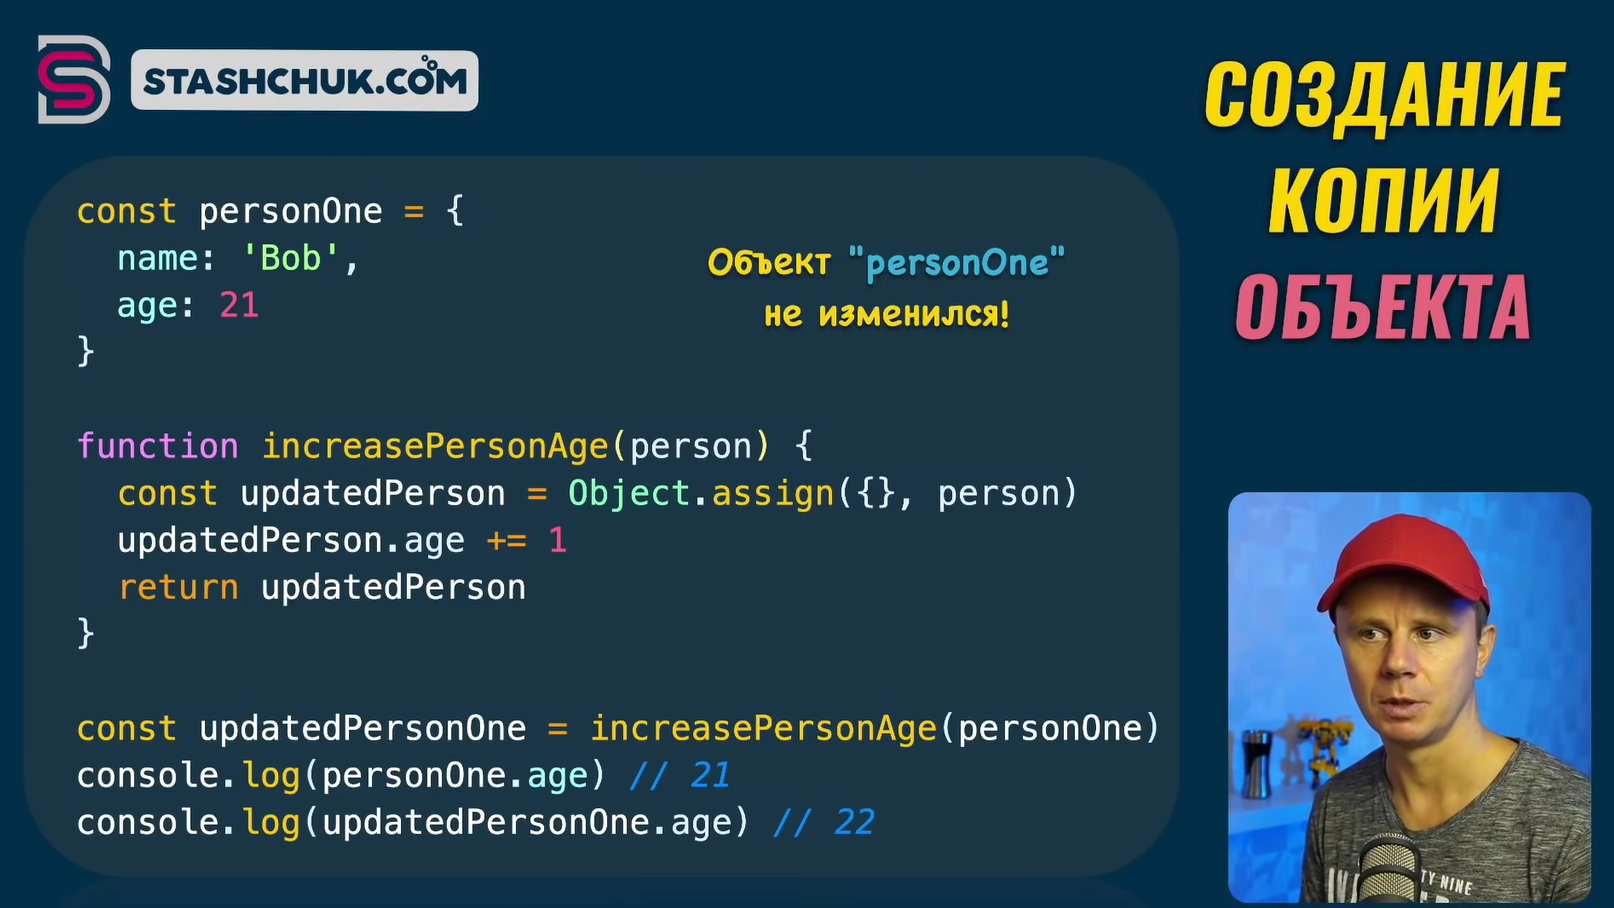 STASHCHUK.COM
СОЗДАНИЕ
КОПИИ
ОБЪЕКТА
const personOne = {
  name: 'Bob',
  age: 21
}
Объект "personOne"
не изменился!
function increasePersonAge(person) {
  const updatedPerson = Object.assign({}, person)
  updatedPerson.age += 1
  return updatedPerson
}
const updatedPersonOne = increasePersonAge(personOne)
console.log(personOne.age) // 21
console.log(updatedPersonOne.age) // 22
TY NINE